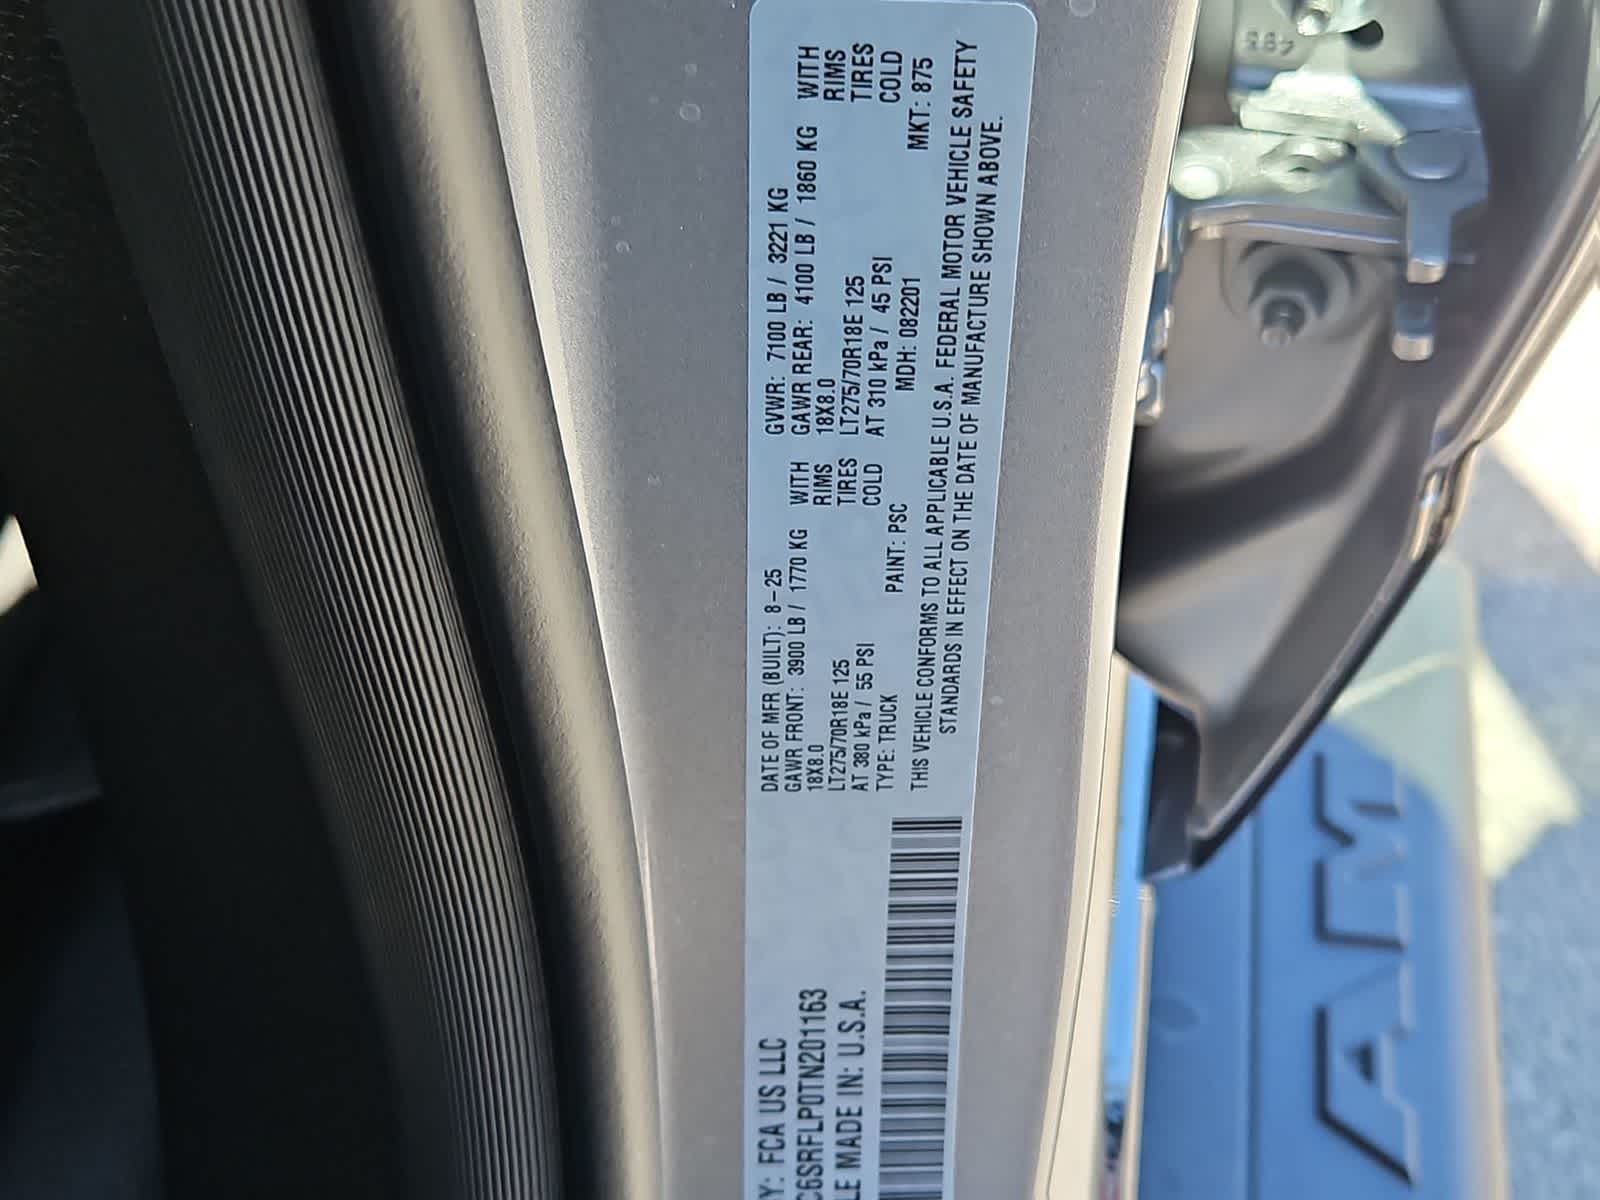 Y: FCA US LLC
C6SRFLP0TN201163
LE MADE IN: U.S.A.
DATE OF MFR (BUILT): 8-25 GVWR: 7100 LB / 3221 KG
GAWR FRONT: 3900 LB / 1770 KG WITH GAWR REAR: 4100 LB / 1860 KG WITH
18X8.0 RIMS 18X8.0 RIMS
LT275/70R18E 125 TIRES LT275/70R18E 125 TIRES
AT 380 kPa / 55 PSI COLD AT 310 kPa / 45 PSI COLD
TYPE: TRUCK PAINT: PSC MDH: 082201 MKT: 875
THIS VEHICLE CONFORMS TO ALL APPLICABLE U.S.A. FEDERAL MOTOR VEHICLE SAFETY
STANDARDS IN EFFECT ON THE DATE OF MANUFACTURE SHOWN ABOVE.
AM